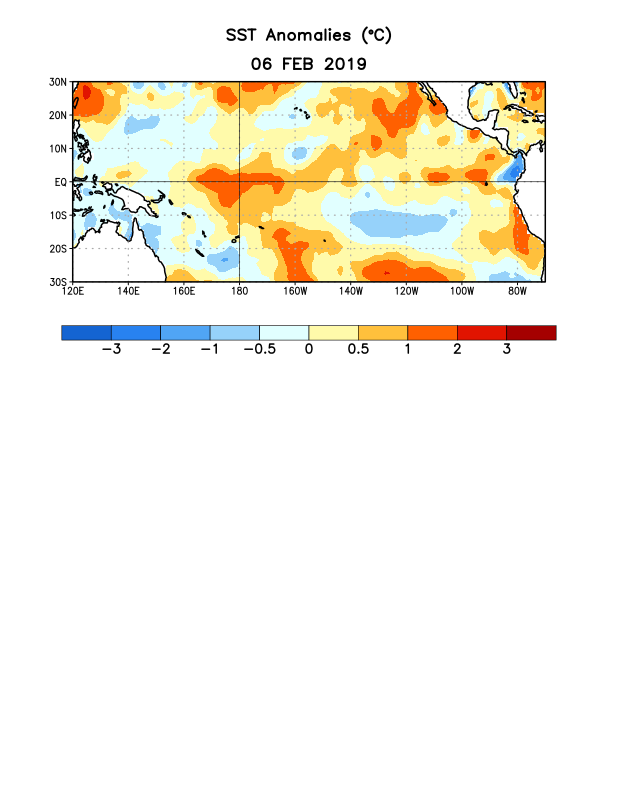 SST Anomalies (°C)
06 FEB 2019
30N
20N
10N
EQ
10S
20S
30S
120E 140E 160E 180 160W 140W 120W 100W 80W
−3 −2 −1 −0.5 0 0.5 1 2 3